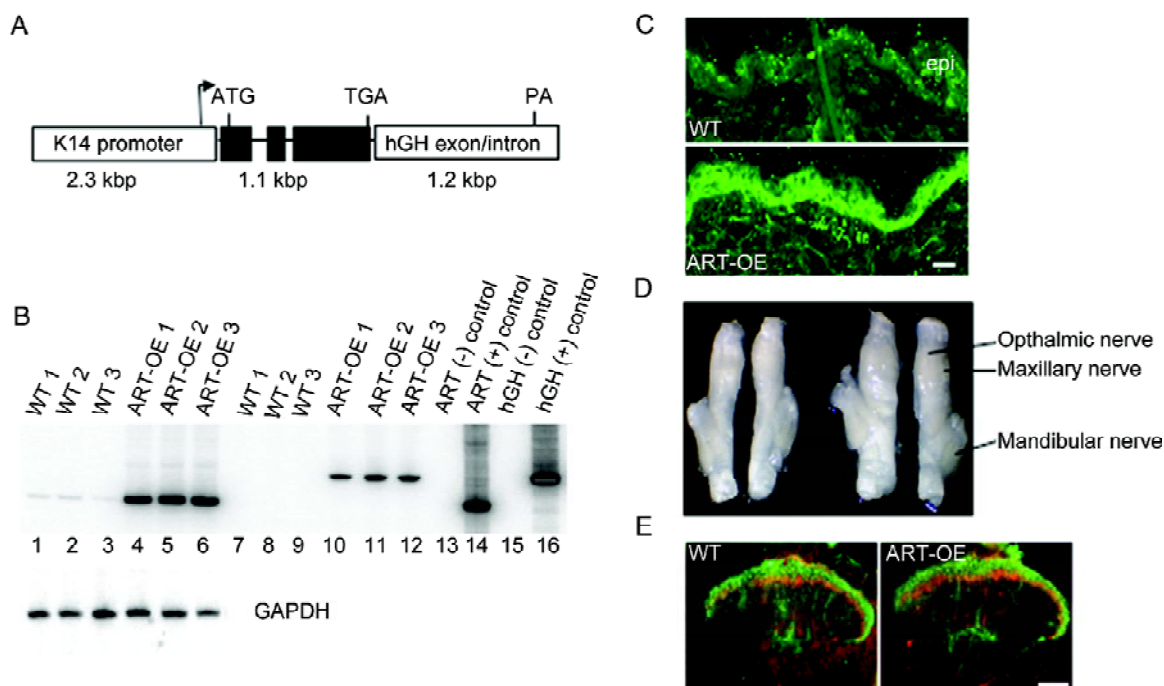 A
ATG
TGA
PA
K14 promoter
hGH exon/intron
2.3 kbp
1.1 kbp
1.2 kbp
B
WT 1
WT 2
WT 3
ART-OE 1
ART-OE 2
ART-OE 3
WT 1
WT 2
WT 3
ART-OE 1
ART-OE 2
ART-OE 3
ART (-) control
ART (+) control
hGH (-) control
hGH (+) control
1 2 3 4 5 6 7 8 9 10 11 12 13 14 15 16
GAPDH
C
epi
WT
ART-OE
D
Opthalmic nerve
Maxillary nerve
Mandibular nerve
E
WT
ART-OE